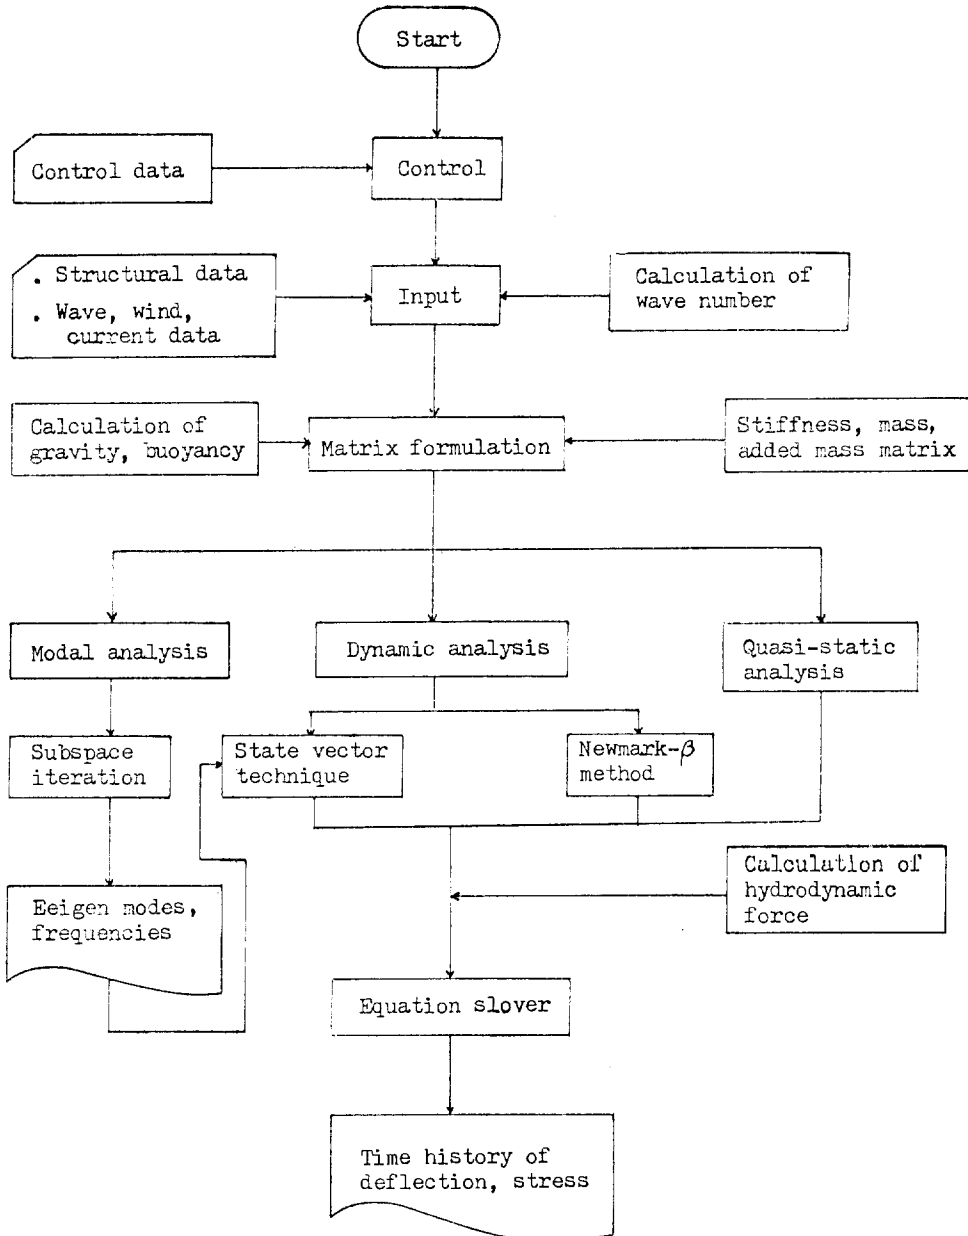 Start
Control data
Control
. Structural data
. Wave, wind,
current data
Input
Calculation of
wave number
Calculation of
gravity, buoyancy
Matrix formulation
Stiffness, mass,
added mass matrix
Modal analysis
Dynamic analysis
Quasi-static
analysis
Subspace
iteration
State vector
technique
Newmark-β
method
Eeigen modes,
frequencies
Calculation of
hydrodynamic
force
Equation slover
Time history of
deflection, stress